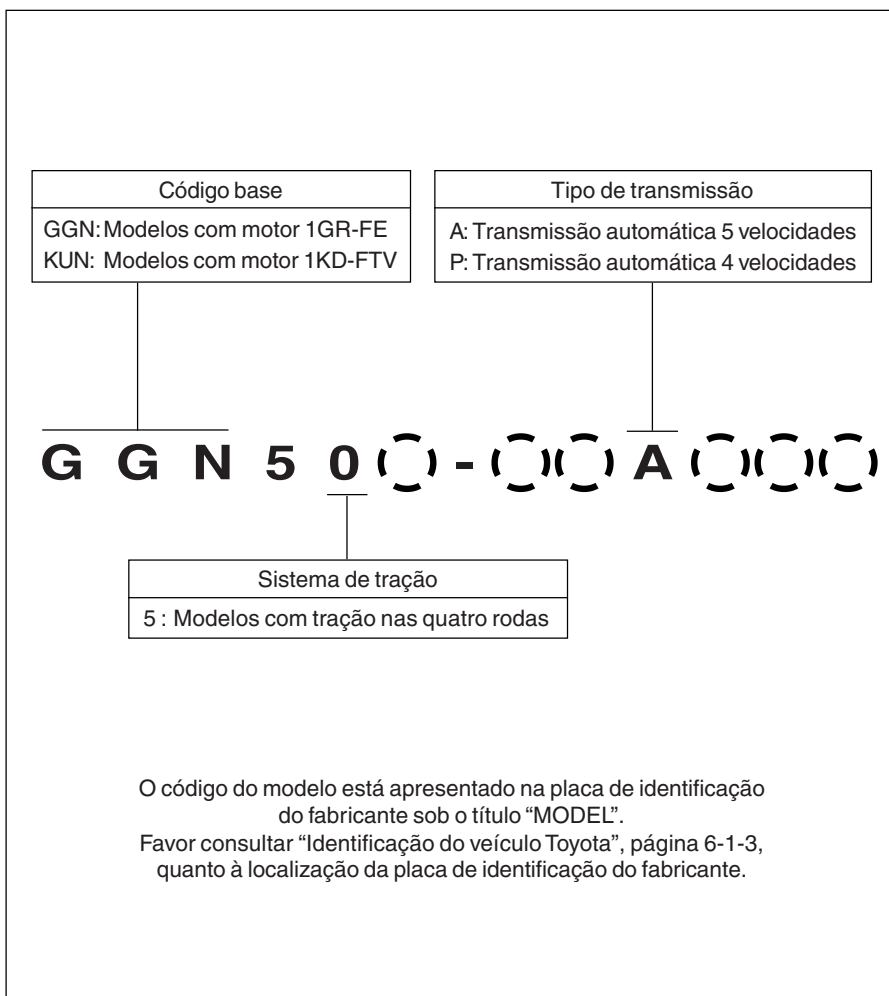 Código base
GGN: Modelos com motor 1GR-FE
KUN: Modelos com motor 1KD-FTV
Tipo de transmissão
A: Transmissão automática 5 velocidades
P: Transmissão automática 4 velocidades
G G N 5 0 - A
Sistema de tração
5 : Modelos com tração nas quatro rodas
O código do modelo está apresentado na placa de identificação
do fabricante sob o título “MODEL”.
Favor consultar “Identificação do veículo Toyota”, página 6-1-3,
quanto à localização da placa de identificação do fabricante.